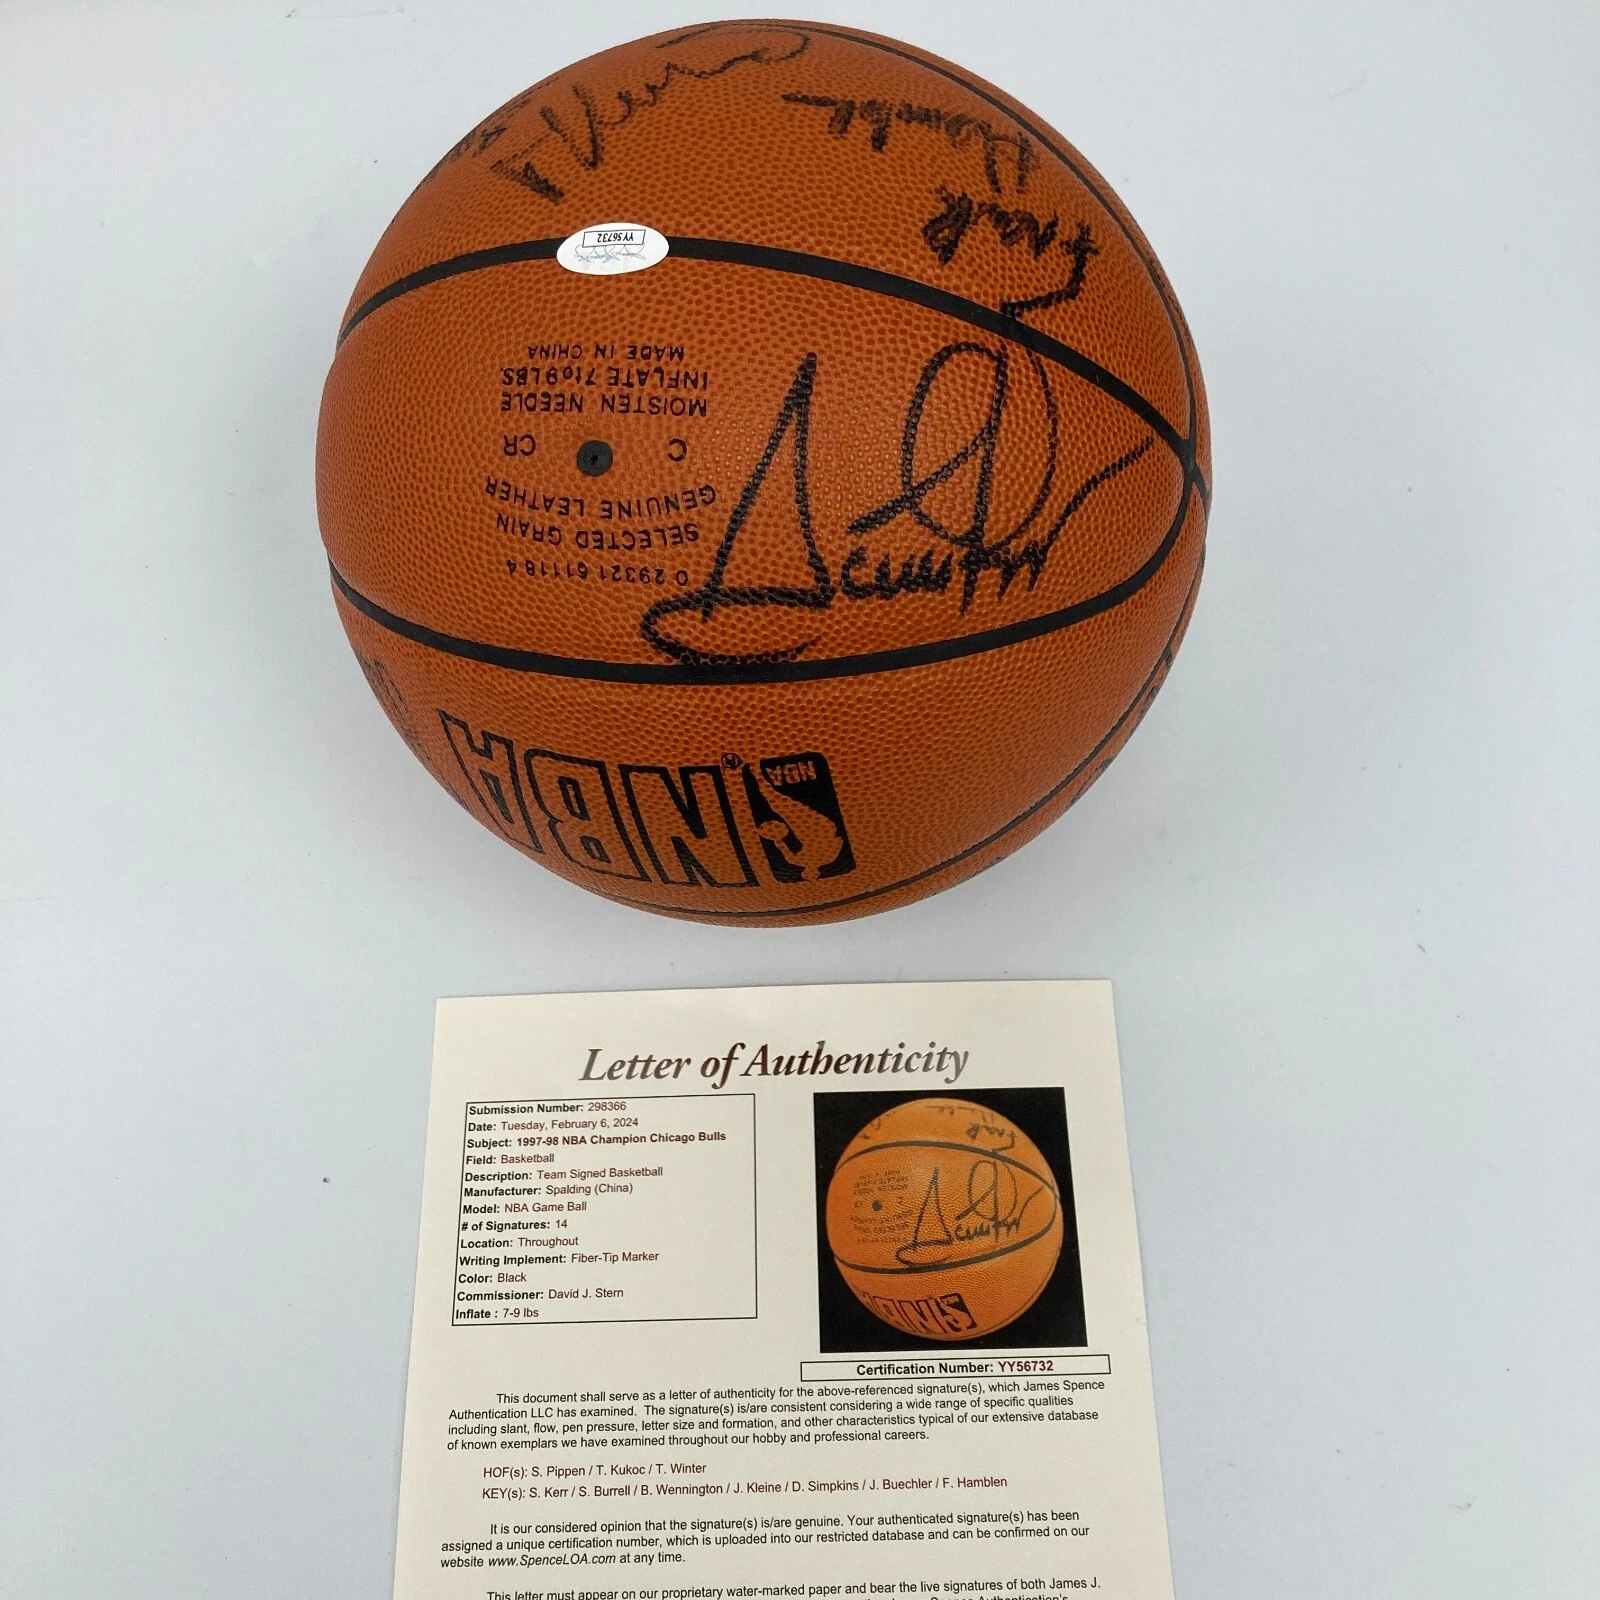 YY56732
MADE IN CHINA
INFLATE 7to9LBS.
MOISTEN NEEDLE
C CR
GENUINE LEATHER
SELECTED GRAIN
0 29321 61118 4
Frank Hamblen
NBA®
NBA
Letter of Authenticity
Submission Number: 298366
Date: Tuesday, February 6, 2024
Subject: 1997-98 NBA Champion Chicago Bulls
Field: Basketball
Description: Team Signed Basketball
Manufacturer: Spalding (China)
Model: NBA Game Ball
# of Signatures: 14
Location: Throughout
Writing Implement: Fiber-Tip Marker
Color: Black
Commissioner: David J. Stern
Inflate : 7-9 lbs
Certification Number: YY56732
This document shall serve as a letter of authenticity for the above-referenced signature(s), which James Spence
Authentication LLC has examined. The signature(s) is/are consistent considering a wide range of specific qualities
including slant, flow, pen pressure, letter size and formation, and other characteristics typical of our extensive database
of known exemplars we have examined throughout our hobby and professional careers.
HOF(s): S. Pippen / T. Kukoc / T. Winter
KEY(s): S. Kerr / S. Burrell / B. Wennington / J. Kleine / D. Simpkins / J. Buechler / F. Hamblen
It is our considered opinion that the signature(s) is/are genuine. Your authenticated signature(s) has been
assigned a unique certification number, which is uploaded into our restricted database and can be confirmed on our
website www.SpenceLOA.com at any time.
This letter must appear on our proprietary water-marked paper and bear the live signatures of both James J.
Spence Authentication's